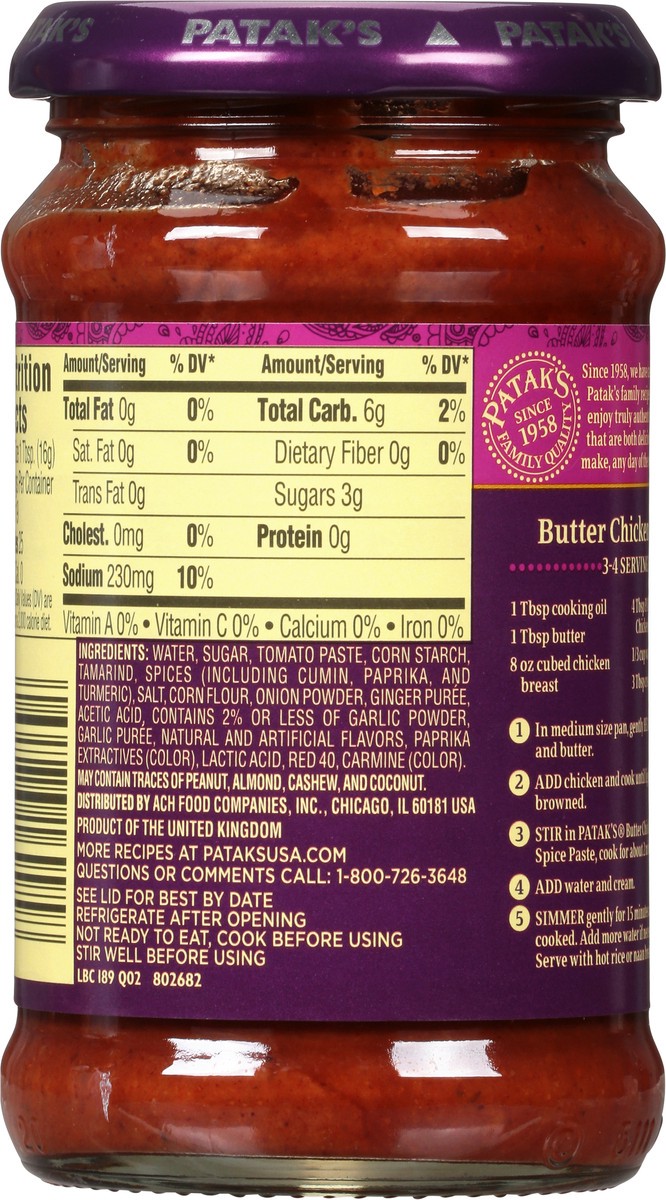 PATAK'S ▲ PATAK'S
Amount/Serving % DV* Amount/Serving % DV*
Total Fat 0g 0% Total Carb. 6g 2%
Sat. Fat 0g 0% Dietary Fiber 0g 0%
Trans Fat 0g Sugars 3g
Cholest. 0mg 0% Protein 0g
Sodium 230mg 10%
Vitamin A 0% • Vitamin C 0% • Calcium 0% • Iron 0%
INGREDIENTS: WATER, SUGAR, TOMATO PASTE, CORN STARCH,
TAMARIND, SPICES (INCLUDING CUMIN, PAPRIKA, AND
TURMERIC), SALT, CORN FLOUR, ONION POWDER, GINGER PURÉE,
ACETIC ACID, CONTAINS 2% OR LESS OF GARLIC POWDER,
GARLIC PURÉE, NATURAL AND ARTIFICIAL FLAVORS, PAPRIKA
EXTRACTIVES (COLOR), LACTIC ACID, RED 40, CARMINE (COLOR).
MAY CONTAIN TRACES OF PEANUT, ALMOND, CASHEW, AND COCONUT.
DISTRIBUTED BY ACH FOOD COMPANIES, INC., CHICAGO, IL 60181 USA
PRODUCT OF THE UNITED KINGDOM
MORE RECIPES AT PATAKSUSA.COM
QUESTIONS OR COMMENTS CALL: 1-800-726-3648
SEE LID FOR BEST BY DATE
REFRIGERATE AFTER OPENING
NOT READY TO EAT, COOK BEFORE USING
STIR WELL BEFORE USING
LBC 189 Q02 802682
PATAK'S
SINCE
1958
FAMILY QUALITY
Since 1958, we have
Patak's family
enjoy truly
that are both
make, any day of the
Butter Chicken
3-4
1 Tbsp cooking oil
1 Tbsp butter
8 oz cubed chicken
breast
1 In medium size pan, gently
and butter.
2 ADD chicken and cook until
browned.
3 STIR in PATAK'S® Butter
Spice Paste, cook for about
4 ADD water and cream.
5 SIMMER gently for 15 minutes
cooked. Add more water if
Serve with hot rice or naan